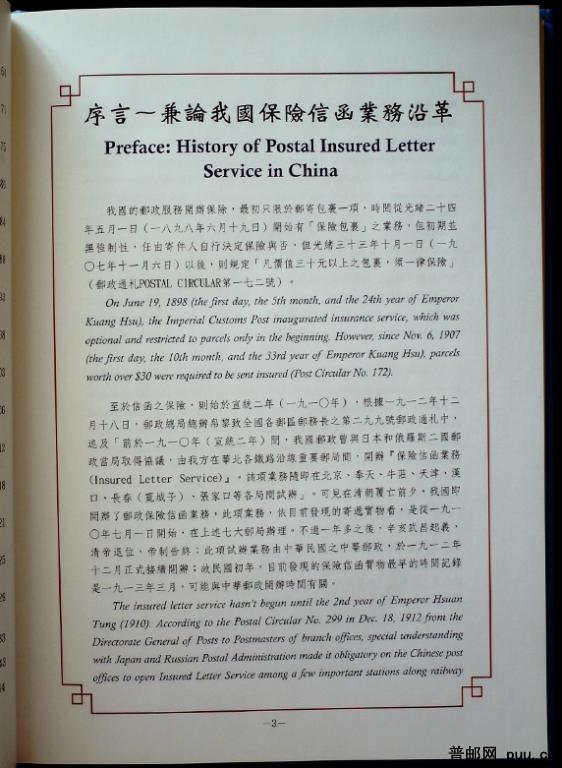 序言～兼論我國保險信函業務沿革
Preface: History of Postal Insured Letter
Service in China
我國的郵政服務開辦保險，最初只限於郵寄包裹一項，時間從光緒二十四
年五月一日（一八九八年六月十九日）開始有「保險包裹」之業務，但初期並
無強制性，任由寄件人自行決定保險與否，但光緒三十三年十月一日（一九
〇七年十一月六日）以後，則規定「凡價值三十元以上之包裹，須一律保險」
（郵政通札POSTAL CIRCULAR第一七二號）。
On June 19, 1898 (the first day, the 5th month, and the 24th year of Emperor
Kuang Hsu), the Imperial Customs Post inaugurated insurance service, which was
optional and restricted to parcels only in the beginning. However, since Nov. 6, 1907
(the first day, the 10th month, and the 33rd year of Emperor Kuang Hsu), parcels
worth over $30 were required to be sent insured (Post Circular No. 172).
至於信函之保險，則始於宣統二年（一九一〇年），根據一九一二年十二
月十八日，郵政總局總辦帛黎致全國各郵區郵務長之第二九九號郵政通札中，
述及「前於一九一〇年（宣統二年）間，我國郵政曾與日本和俄羅斯二國郵
政當局取得協議，由我方在華北各鐵路沿線重要郵局間，開辦『保險信函業務
(Insured Letter Service)』。該項業務隨即在北京、奉天、牛莊、天津、漢
口、長春（寬城子）、張家口等各局間試辦」。可見在清朝覆亡前夕，我國即
開辦了郵政保險信函業務，此項業務，依目前發現的寄遞實物看，是從一九一
〇年七月一日開始，在上述七大郵局辦理。不過一年多之後，辛亥武昌起義，
清帝退位，帝制告終；此項試辦業務由中華民國之中華郵政，於一九一二年
十二月正式接續開辦；故民國初年，目前發現的保險信函實物最早的時間記錄
是一九一三年三月，可能與中華郵政開辦時間有關。
The insured letter service hasn't begun until the 2nd year of Emperor Hsuan
Tung (1910). According to the Postal Circular No. 299 in Dec. 18, 1912 from the
Directorate General of Posts to Postmasters of branch offices, special understanding
with Japan and Russian Postal Administration made it obligatory on the Chinese post
offices to open Insured Letter Service among a few important stations along railway
—3—
普邮网 puu.c